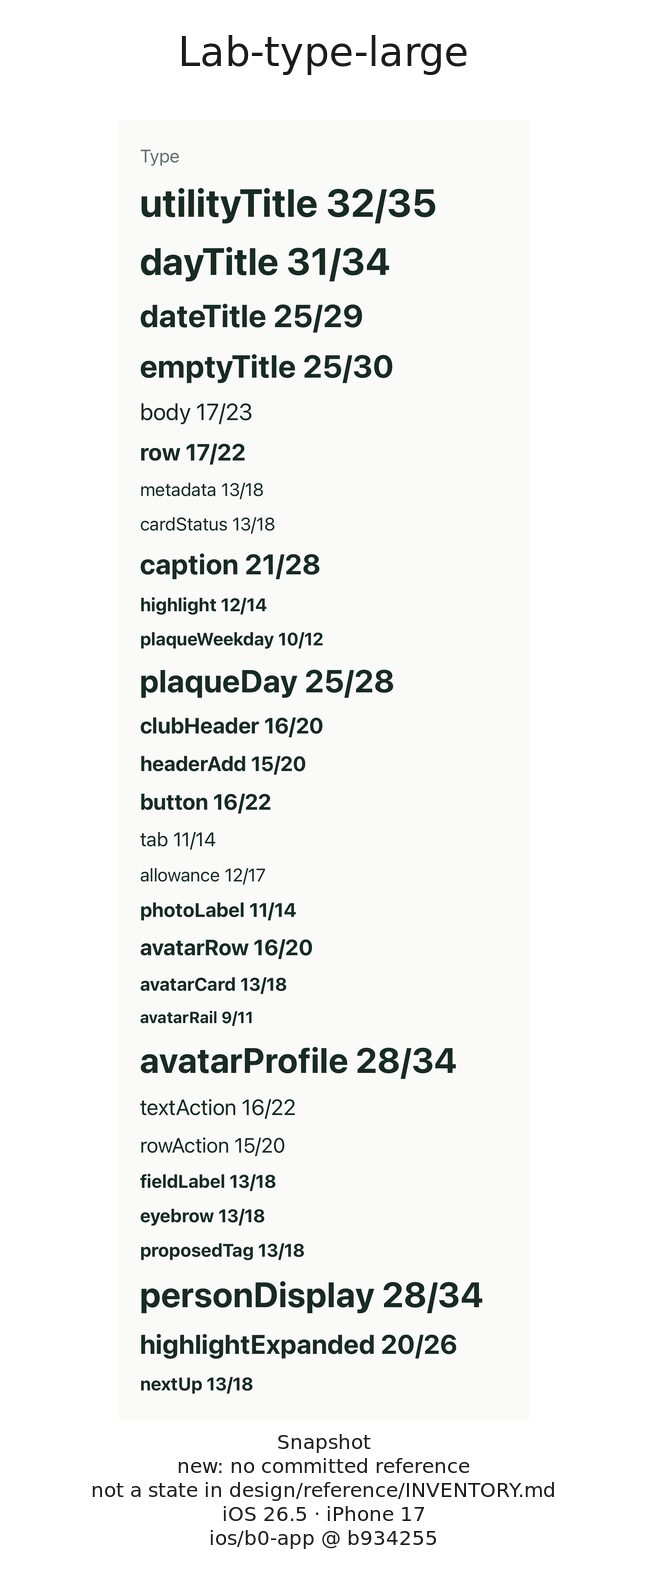 Lab-type-large
Type
utilityTitle 32/35
dayTitle 31/34
dateTitle 25/29
emptyTitle 25/30
body 17/23
row 17/22
metadata 13/18
cardStatus 13/18
caption 21/28
highlight 12/14
plaqueWeekday 10/12
plaqueDay 25/28
clubHeader 16/20
headerAdd 15/20
button 16/22
tab 11/14
allowance 12/17
photoLabel 11/14
avatarRow 16/20
avatarCard 13/18
avatarRail 9/11
avatarProfile 28/34
textAction 16/22
rowAction 15/20
fieldLabel 13/18
eyebrow 13/18
proposedTag 13/18
personDisplay 28/34
highlightExpanded 20/26
nextUp 13/18
Snapshot
new: no committed reference
not a state in design/reference/INVENTORY.md
iOS 26.5 · iPhone 17
ios/b0-app @ b934255